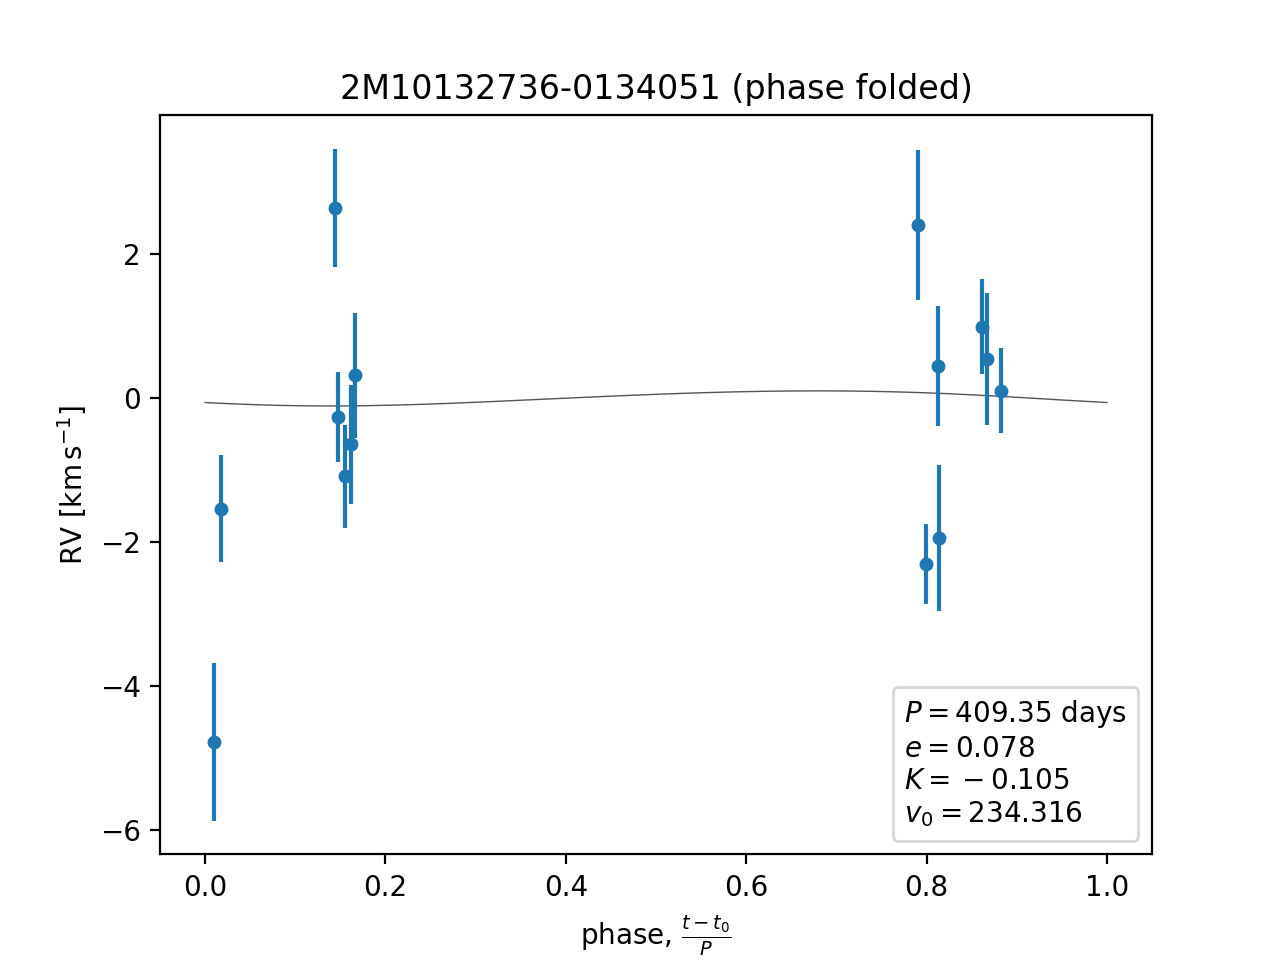 2M10132736-0134051 (phase folded)
RV [km s⁻¹]
2
0
−2
−4
−6
P = 409.35 days
e = 0.078
K = −0.105
v₀ = 234.316
0.0 0.2 0.4 0.6 0.8 1.0
phase, (t − t₀)/P